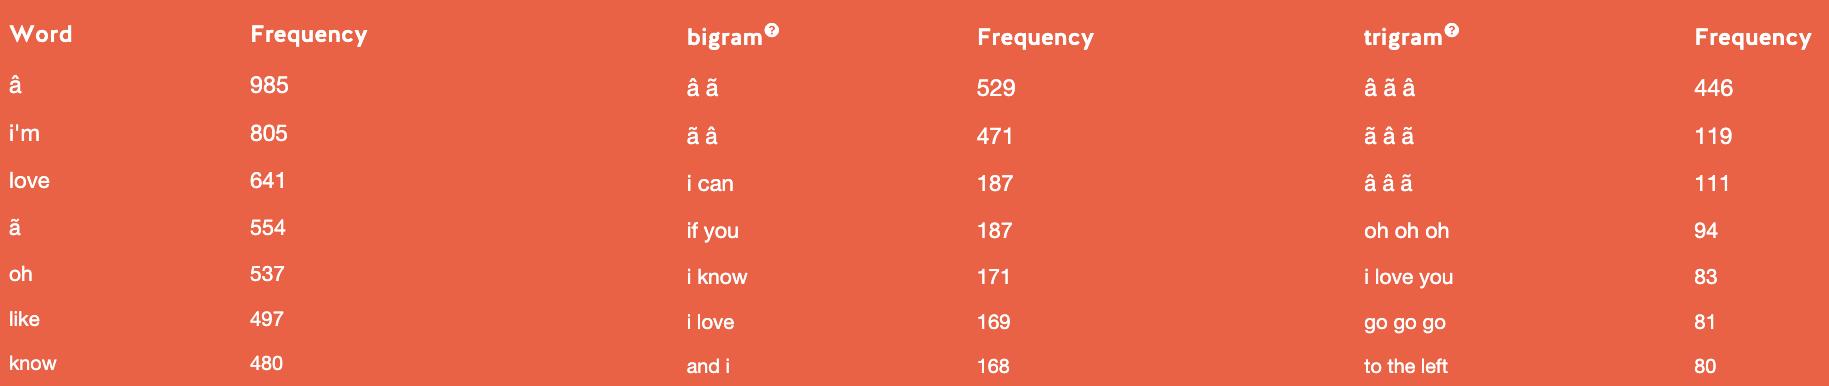 Word Frequency bigram? Frequency trigram? Frequency
â 985 â ã 529 â ã â 446
i'm 805 ã â 471 ã â ã 119
love 641 i can 187 â â ã 111
ã 554 if you 187 oh oh oh 94
oh 537 i know 171 i love you 83
like 497 i love 169 go go go 81
know 480 and i 168 to the left 80